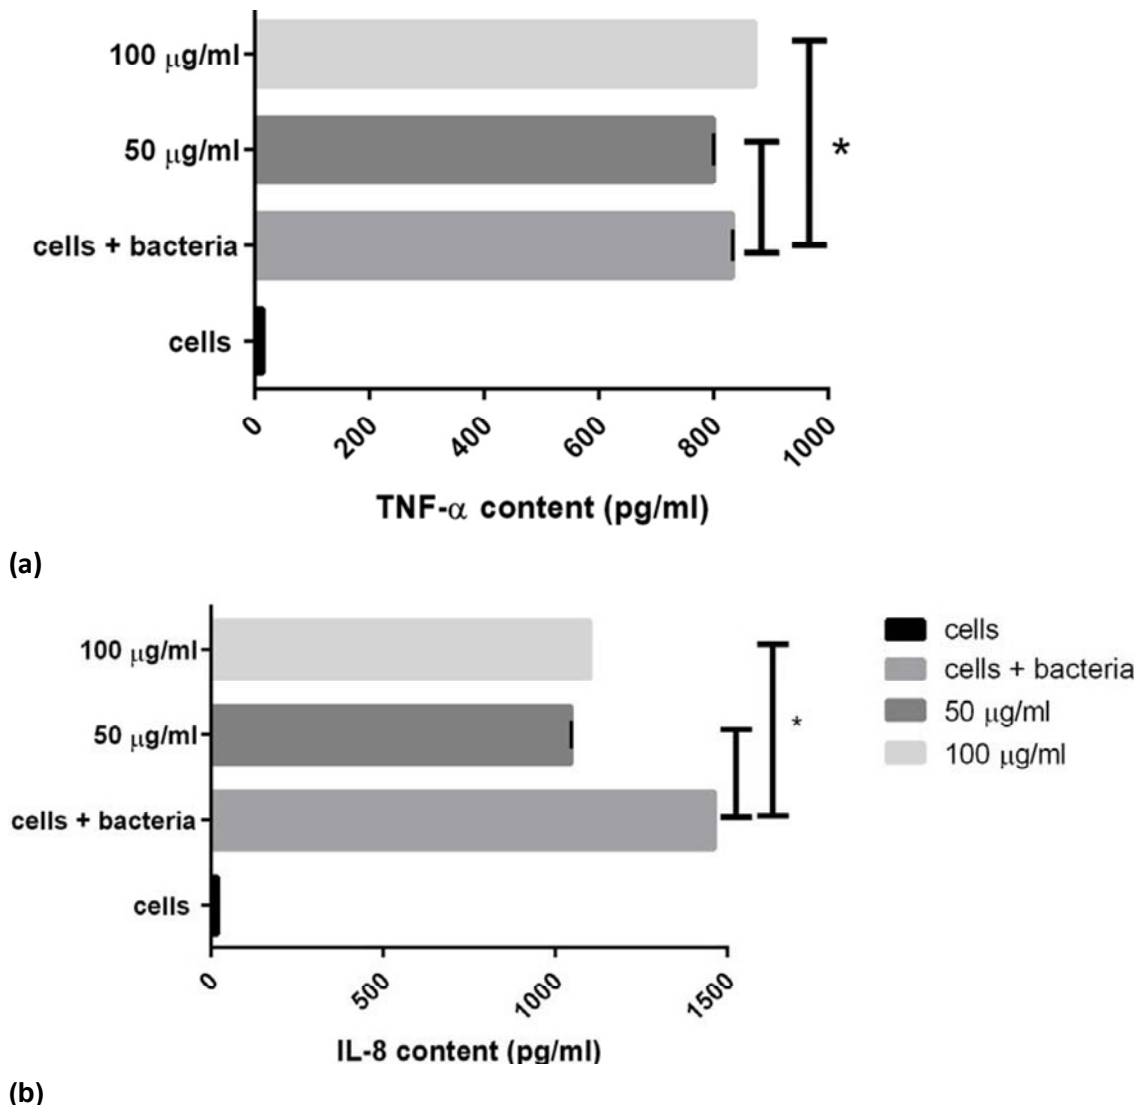 100 μg/ml
50 μg/ml
*
cells + bacteria
cells
0 200 400 600 800 1000
TNF-α content (pg/ml)
(a)
100 μg/ml
50 μg/ml
*
cells + bacteria
cells
0 500 1000 1500
IL-8 content (pg/ml)
cells
cells + bacteria
50 μg/ml
100 μg/ml
(b)